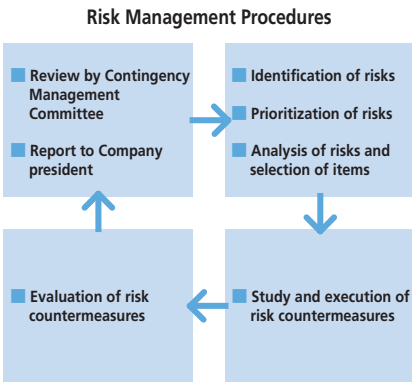 Risk Management Procedures
Review by Contingency
Management
Committee
Report to Company
president
Identification of risks
Prioritization of risks
Analysis of risks and
selection of items
Evaluation of risk
countermeasures
Study and execution of
risk countermeasures